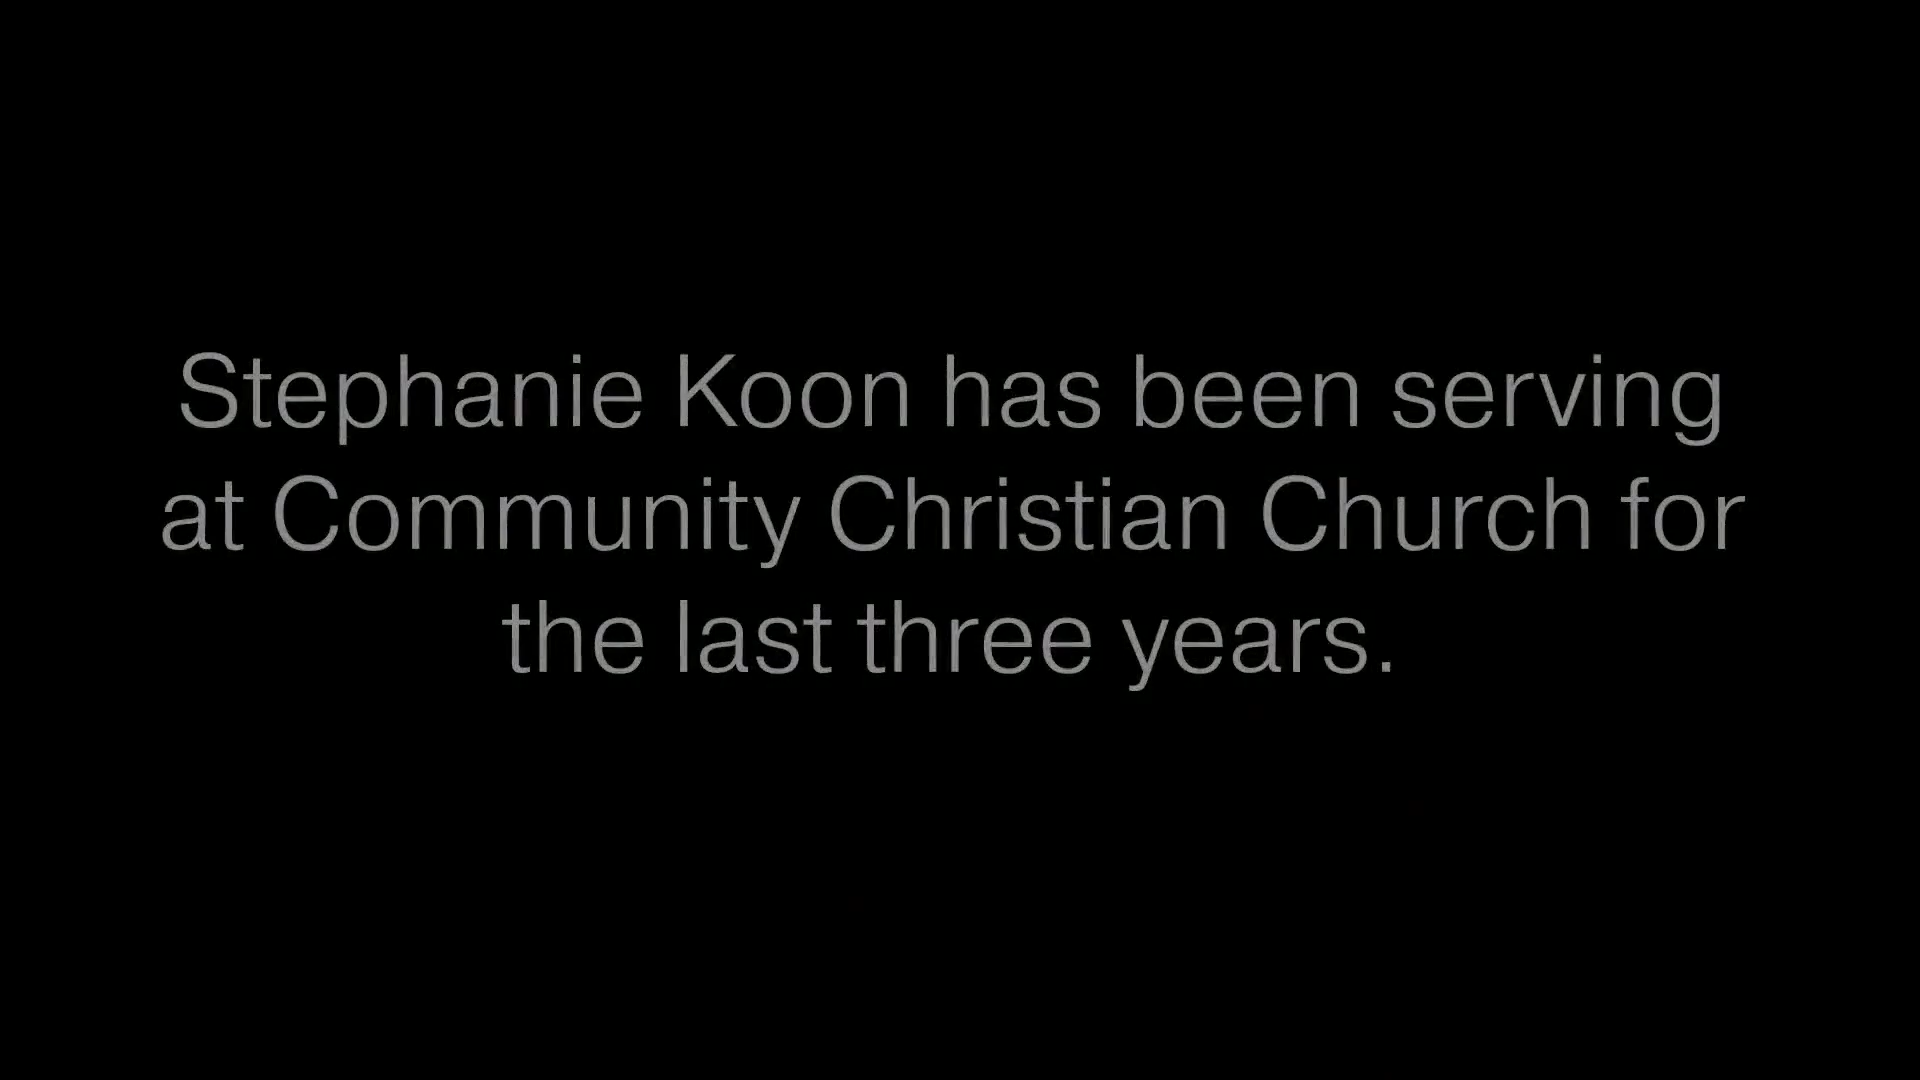 Stephanie Koon has been serving
at Community Christian Church for
the last three years.